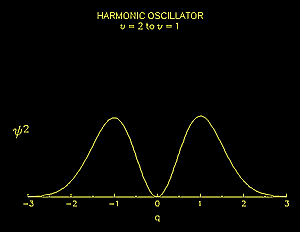 HARMONIC OSCILLATOR
υ = 2 to υ = 1
ψ2
−3 −2 −1 0 1 2 3
q